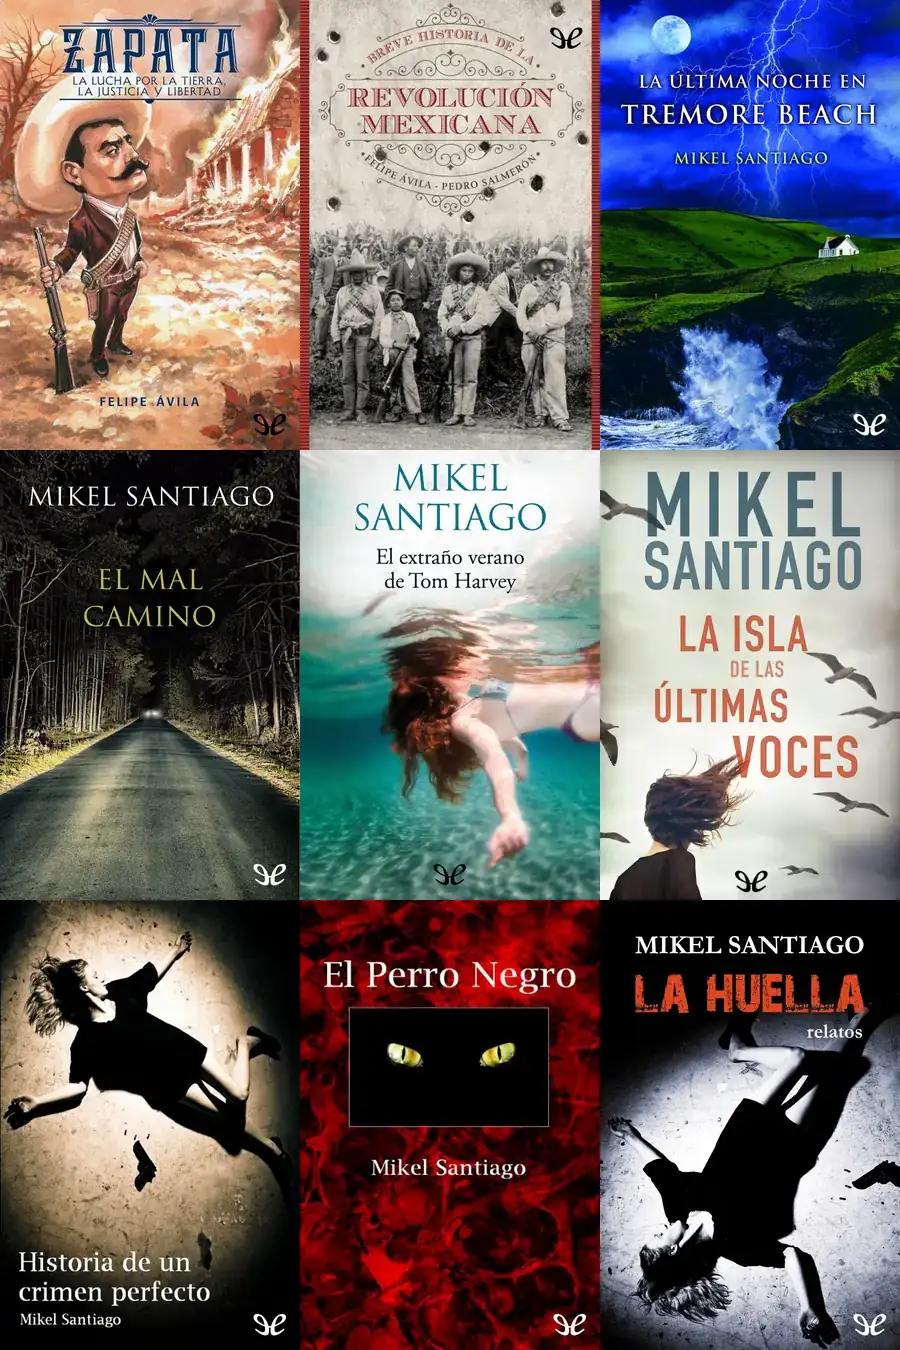 ZAPATA
LA LUCHA POR LA TIERRA,
LA JUSTICIA Y LIBERTAD
FELIPE ÁVILA
BREVE HISTORIA DE LA
REVOLUCIÓN
MEXICANA
FELIPE ÁVILA - PEDRO SALMERÓN
LA ÚLTIMA NOCHE EN
TREMORE BEACH
MIKEL SANTIAGO
MIKEL SANTIAGO
EL MAL
CAMINO
MIKEL
SANTIAGO
El extraño verano
de Tom Harvey
MIKEL
SANTIAGO
LA ISLA
DE LAS
ÚLTIMAS
VOCES
Historia de un
crimen perfecto
Mikel Santiago
El Perro Negro
Mikel Santiago
MIKEL SANTIAGO
LA HUELLA
relatos